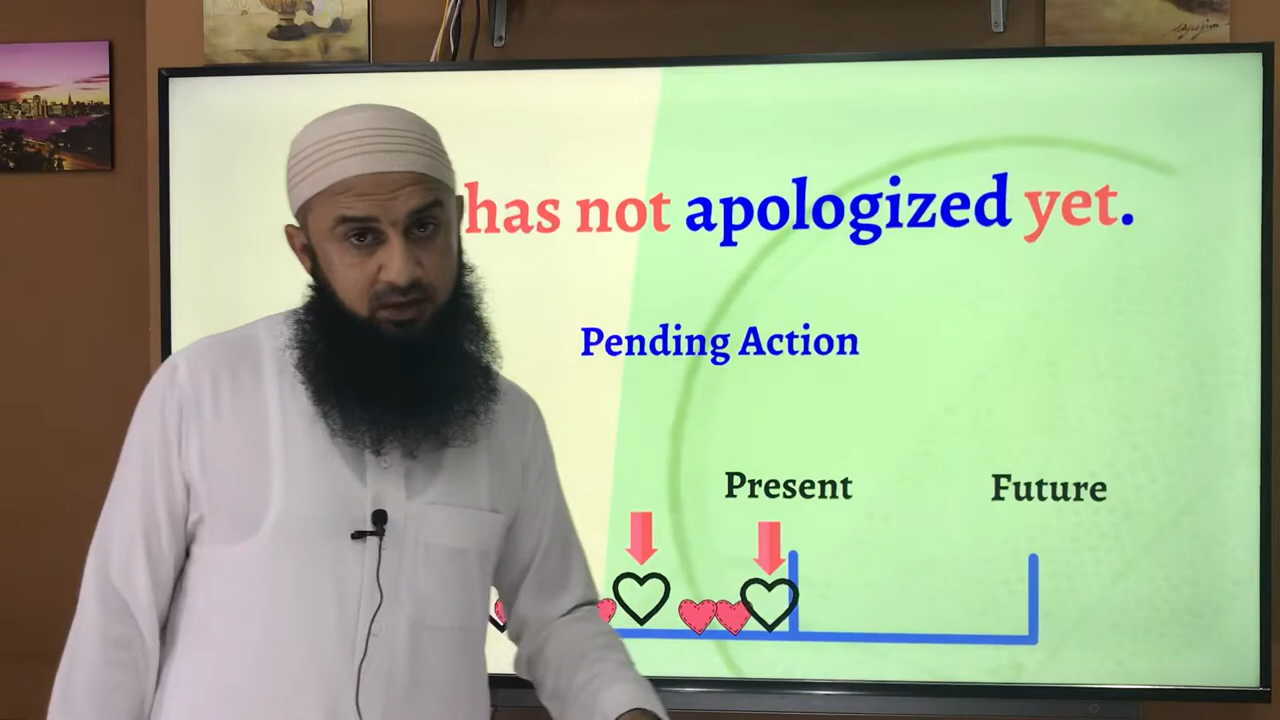 has not apologized yet.
Pending Action
Present Future